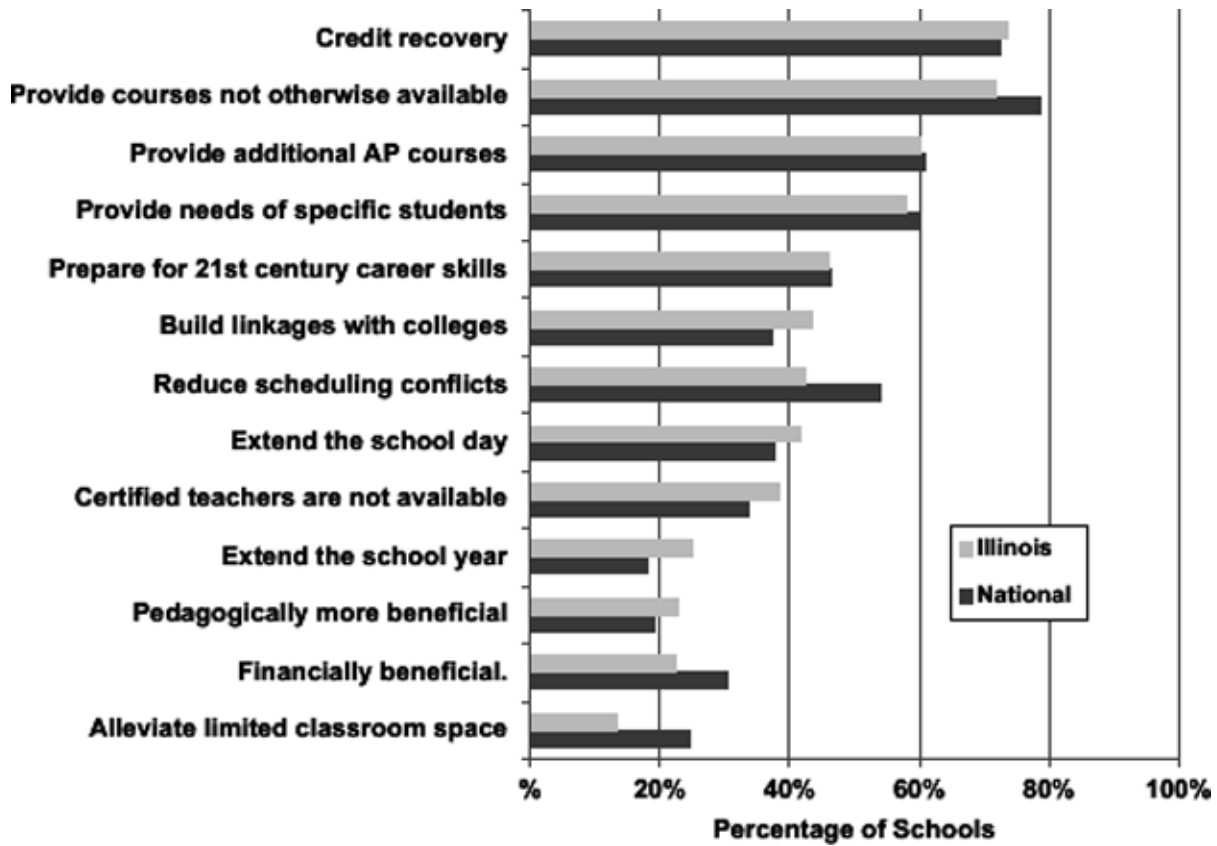 Credit recovery
Provide courses not otherwise available
Provide additional AP courses
Provide needs of specific students
Prepare for 21st century career skills
Build linkages with colleges
Reduce scheduling conflicts
Extend the school day
Certified teachers are not available
Extend the school year
Pedagogically more beneficial
Financially beneficial.
Alleviate limited classroom space
Illinois
National
% 20% 40% 60% 80% 100%
Percentage of Schools